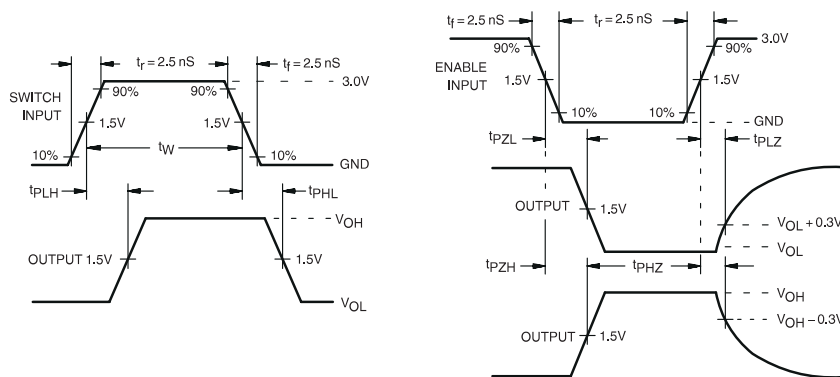 tr = 2.5 nS
tf = 2.5 nS
3.0V
SWITCH
INPUT
90%
90%
1.5V
1.5V
tW
10%
10%
GND
tPLH
tPHL
VOH
OUTPUT 1.5V
1.5V
VOL
tf = 2.5 nS
tr = 2.5 nS
3.0V
90%
90%
ENABLE
INPUT
1.5V
1.5V
10%
10%
GND
tPZL
tPLZ
OUTPUT
1.5V
VOL + 0.3V
VOL
tPZH
tPHZ
VOH
VOH – 0.3V
OUTPUT
1.5V